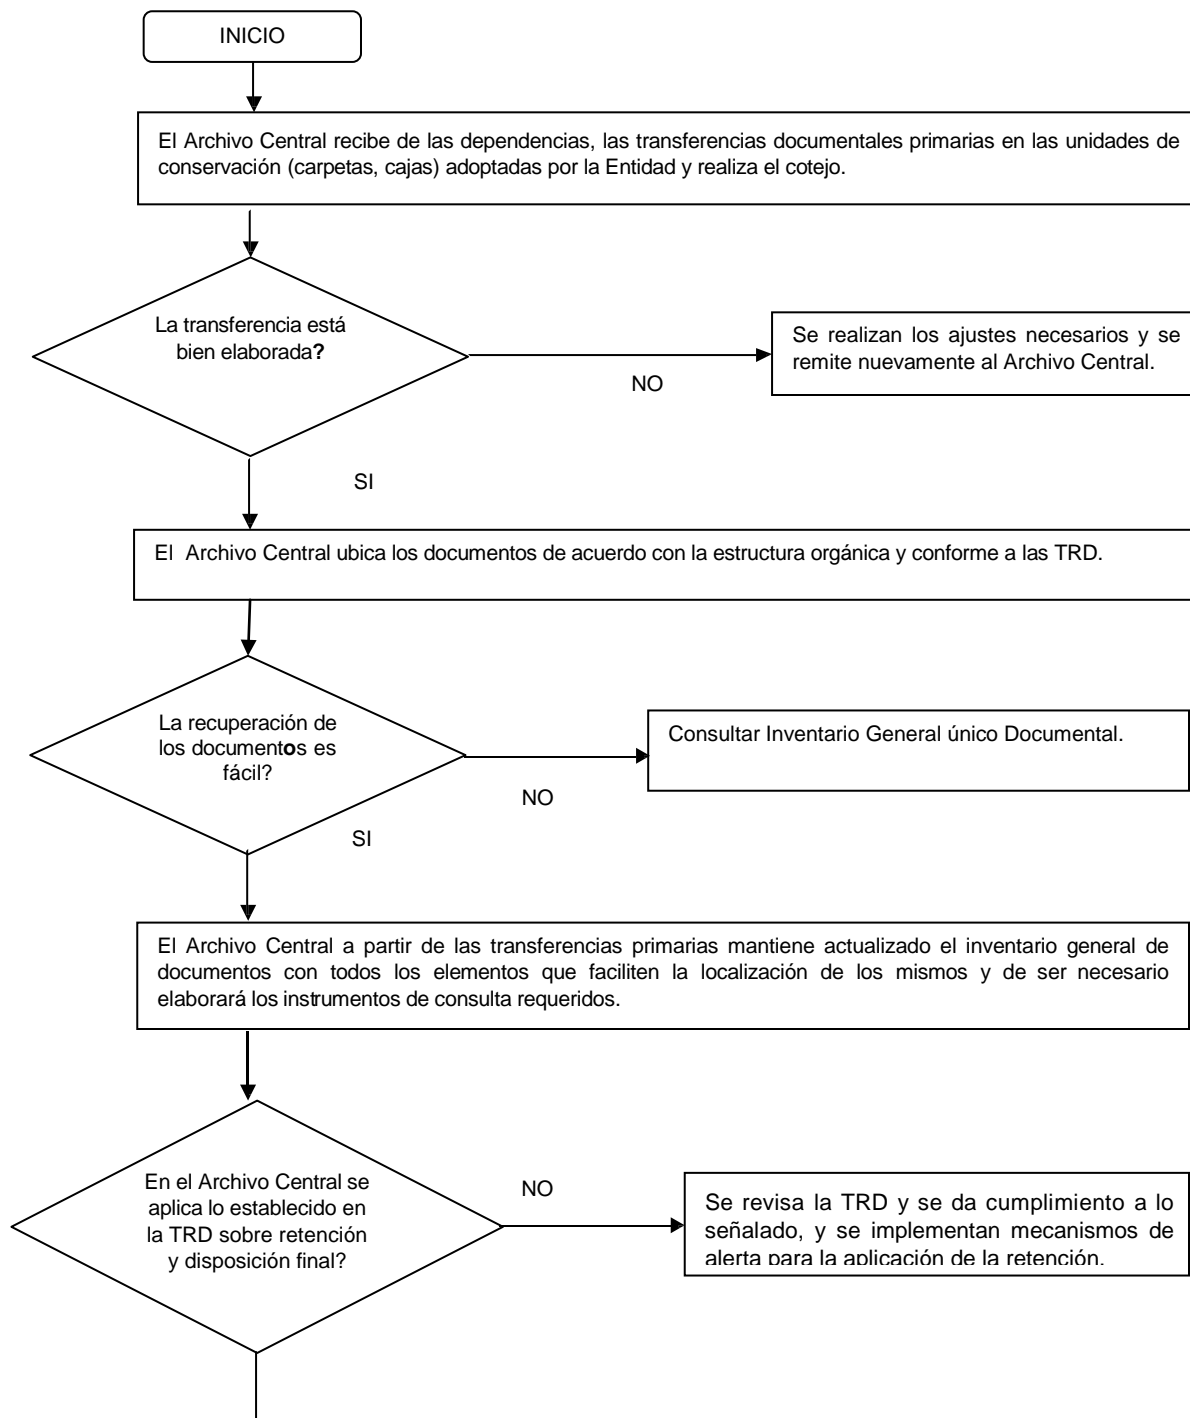 INICIO
El Archivo Central recibe de las dependencias, las transferencias documentales primarias en las unidades de
conservación (carpetas, cajas) adoptadas por la Entidad y realiza el cotejo.
La transferencia está
bien elaborada?
Se realizan los ajustes necesarios y se
remite nuevamente al Archivo Central.
NO
SI
El Archivo Central ubica los documentos de acuerdo con la estructura orgánica y conforme a las TRD.
La recuperación de
los documentos es
fácil?
Consultar Inventario General único Documental.
NO
SI
El Archivo Central a partir de las transferencias primarias mantiene actualizado el inventario general de
documentos con todos los elementos que faciliten la localización de los mismos y de ser necesario
elaborará los instrumentos de consulta requeridos.
En el Archivo Central se
aplica lo establecido en
la TRD sobre retención
y disposición final?
NO
Se revisa la TRD y se da cumplimiento a lo
señalado, y se implementan mecanismos de
alerta para la aplicación de la retención.